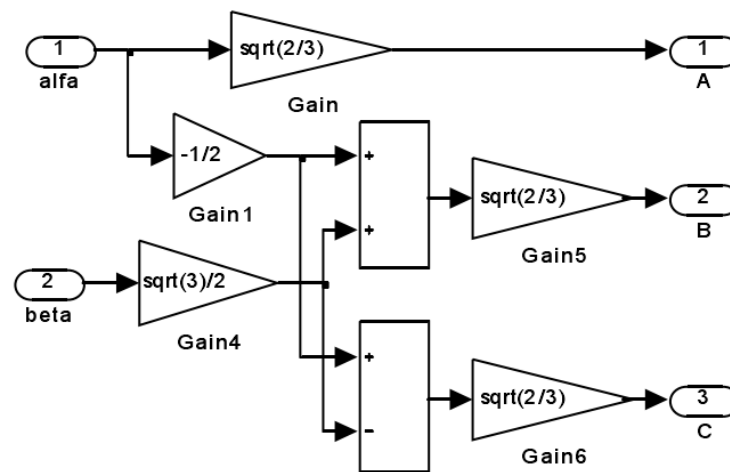 1
alfa
sqrt(2/3)
Gain
1
A
-1/2
Gain1
+
+
sqrt(2/3)
Gain5
2
B
2
beta
sqrt(3)/2
Gain4
+
-
sqrt(2/3)
Gain6
3
C